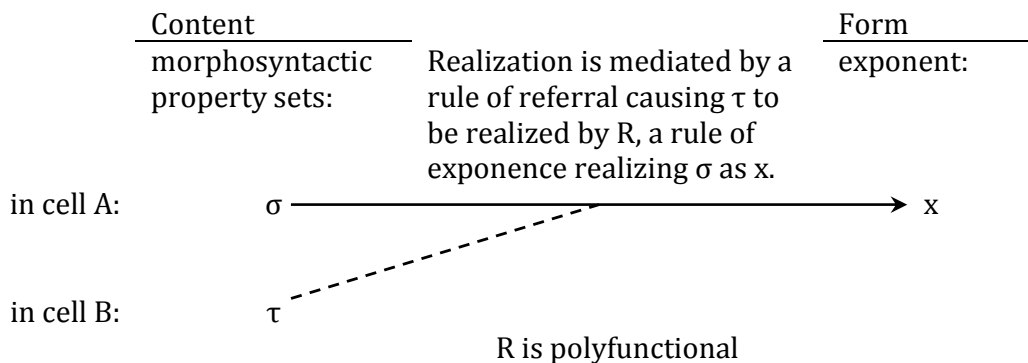 Content Form
morphosyntactic Realization is mediated by a exponent:
property sets: rule of referral causing τ to
be realized by R, a rule of
exponence realizing σ as x.
in cell A: σ x
in cell B: τ
R is polyfunctional